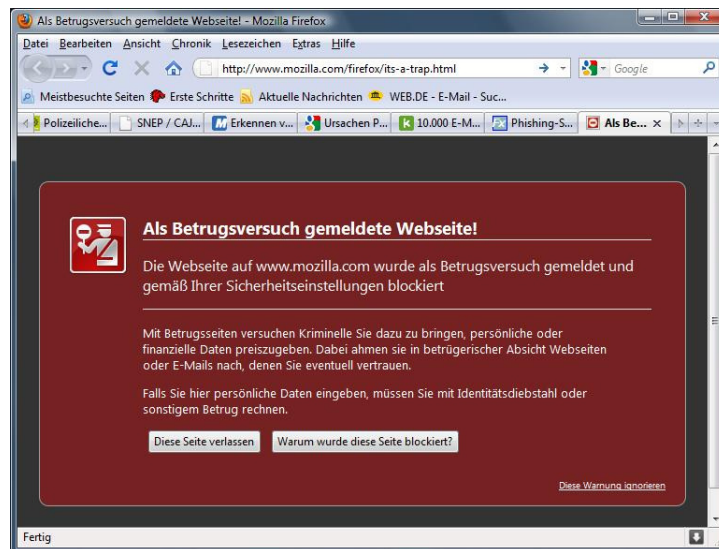 Als Betrugsversuch gemeldete Webseite! - Mozilla Firefox
Datei Bearbeiten Ansicht Chronik Lesezeichen Extras Hilfe
http://www.mozilla.com/firefox/its-a-trap.html Google
Meistbesuchte Seiten Erste Schritte Aktuelle Nachrichten WEB.DE - E-Mail - Suc...
Polizeiliche... SNEP / CAJ... Erkennen v... Ursachen P... 10.000 E-M... Phishing-S... Als Be...
Als Betrugsversuch gemeldete Webseite!
Die Webseite auf www.mozilla.com wurde als Betrugsversuch gemeldet und
gemäß Ihrer Sicherheitseinstellungen blockiert
Mit Betrugsseiten versuchen Kriminelle Sie dazu zu bringen, persönliche oder
finanzielle Daten preiszugeben. Dabei ahmen sie in betrügerischer Absicht Webseiten
oder E-Mails nach, denen Sie eventuell vertrauen.
Falls Sie hier persönliche Daten eingeben, müssen Sie mit Identitätsdiebstahl oder
sonstigem Betrug rechnen.
Diese Seite verlassen Warum wurde diese Seite blockiert?
Diese Warnung ignorieren
Fertig